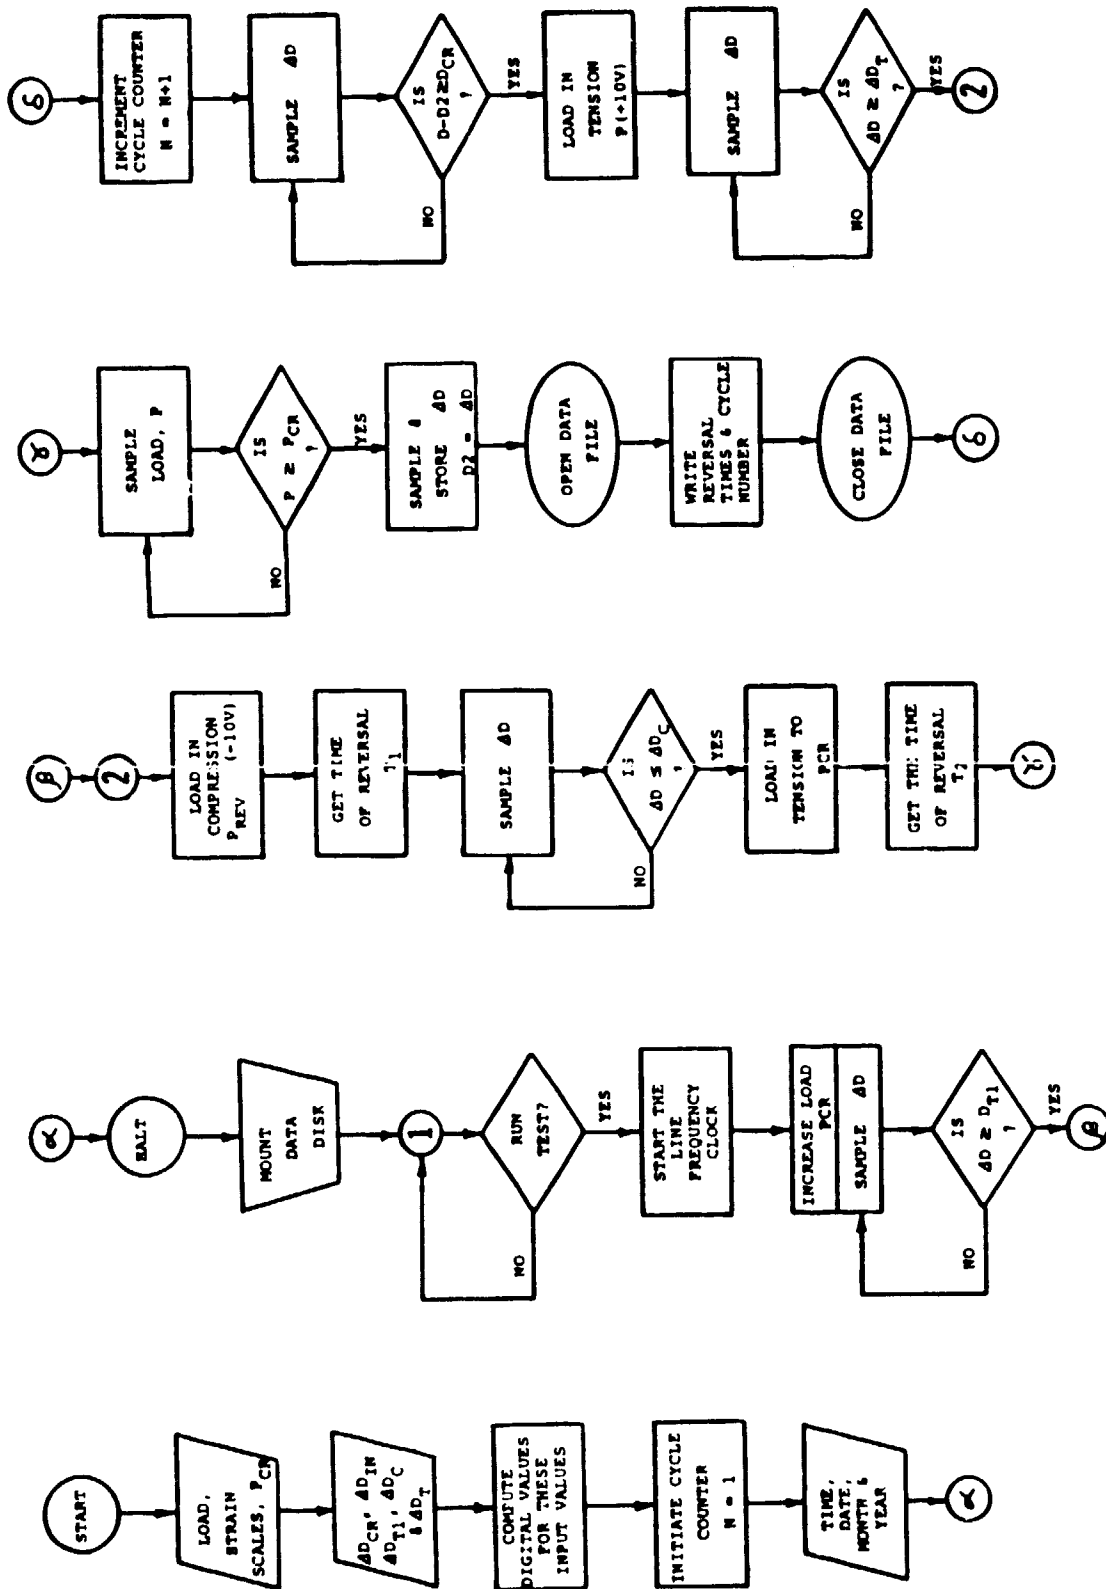 START
LOAD,
STRAIN
SCALES, PCR
ΔDCR, ΔDIN
ΔDT1, ΔDC
& ΔDT
COMPUTE
DIGITAL VALUES
FOR THESE
INPUT VALUES
INITIATE CYCLE
COUNTER
N = 1
TIME,
DATE,
MONTH &
YEAR
α
α
HALT
MOUNT
DATA
DISK
1
RUN
TEST?
NO
YES
START THE
LINE
FREQUENCY
CLOCK
INCREASE LOAD
PCR
SAMPLE ΔD
IS
ΔD ≥ DT1
?
NO
YES
β
β
2
LOAD IN
COMPRESSION
PREV (-10V)
GET TIME
OF REVERSAL
T1
SAMPLE ΔD
IS
ΔD ≤ ΔDC
?
NO
YES
LOAD IN
TENSION TO
PCR
GET THE TIME
OF REVERSAL
T2
γ
γ
SAMPLE
LOAD, P
IS
P ≥ PCR
?
NO
YES
SAMPLE &
STORE ΔD
D2 = ΔD
OPEN DATA
FILE
WRITE
REVERSAL
TIMES & CYCLE
NUMBER
CLOSE DATA
FILE
δ
δ
INCREMENT
CYCLE COUNTER
N = N+1
SAMPLE ΔD
IS
D-D2≥DCR
?
NO
YES
LOAD IN
TENSION
P(+10V)
SAMPLE ΔD
IS
ΔD ≥ ΔDT
?
NO
YES
2